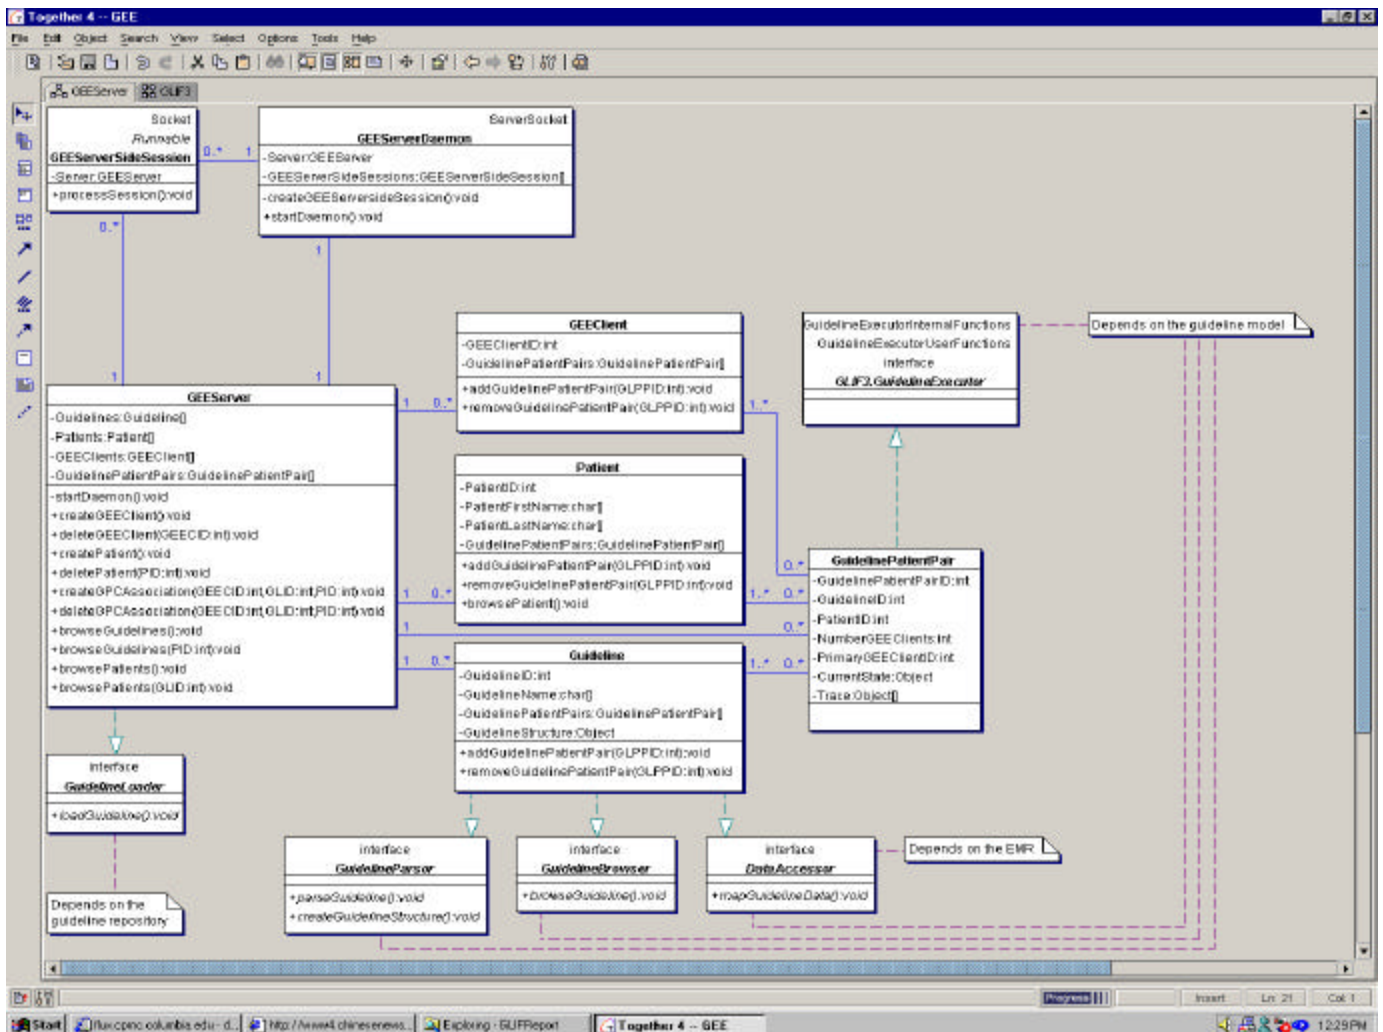 Together 4 -- GEE
File Edit Object Search View Select Options Tools Help
GEEServer GLIF3
Socket
Runnable
GEEServerSideSession
-Server:GEEServer
+processSession():void
0..* 1
ServerSocket
GEEServerDaemon
-Server:GEEServer
-GEEServerSideSessions:GEEServerSideSession[]
-createGEEServersideSession():void
+startDaemon():void
0..*
1
1
1
GEEClient
-GEEClientID:int
-GuidelinePatientPairs:GuidelinePatientPair[]
+addGuidelinePatientPair(GLPPID:int):void
+removeGuidelinePatientPair(GLPPID:int):void
GuidelineExecutorInternalFunctions
GuidelineExecutorUserFunctions
interface
GLIF3.GuidelineExecutor
Depends on the guideline model
GEEServer
-Guidelines:Guideline[]
-Patients:Patient[]
-GEEClients:GEEClient[]
-GuidelinePatientPairs:GuidelinePatientPair[]
-startDaemon():void
+createGEEClient():void
+deleteGEEClient(GEECID:int):void
+createPatient():void
+deletePatient(PID:int):void
+createGPCAssociation(GEECID:int,GLID:int,PID:int):void
+deleteGPCAssociation(GEECID:int,GLID:int,PID:int):void
+browseGuidelines():void
+browseGuidelines(PID:int):void
+browsePatients():void
+browsePatients(GLID:int):void
1 0..*
1..*
Patient
-PatientID:int
-PatientFirstName:char[]
-PatientLastName:char[]
-GuidelinePatientPairs:GuidelinePatientPair[]
+addGuidelinePatientPair(GLPPID:int):void
+removeGuidelinePatientPair(GLPPID:int):void
+browsePatient():void
0..*
1 0..*
1..* 0..*
1
0..*
GuidelinePatientPair
-GuidelinePatientPairID:int
-GuidelineID:int
-PatientID:int
-NumberGEEClients:int
-PrimaryGEEClientID:int
-CurrentState:Object
-Trace:Object[]
1 0..*
1..* 0..*
Guideline
-GuidelineID:int
-GuidelineName:char[]
-GuidelinePatientPairs:GuidelinePatientPair[]
-GuidelineStructure:Object
+addGuidelinePatientPair(GLPPID:int):void
+removeGuidelinePatientPair(GLPPID:int):void
interface
GuidelineLoader
+loadGuideline():void
Depends on the
guideline repository
interface
GuidelineParser
+parseGuideline():void
+createGuidelineStructure():void
interface
GuidelineBrowser
+browseGuideline():void
interface
DataAccessor
+mapGuidelineData():void
Depends on the EMR
Progress Insert Ln 21 Col 1
Start flux.cpmc.columbia.edu - d... http://www4.chinesenews... Exploring - GLIFReport Together 4 -- GEE 12:29 PM